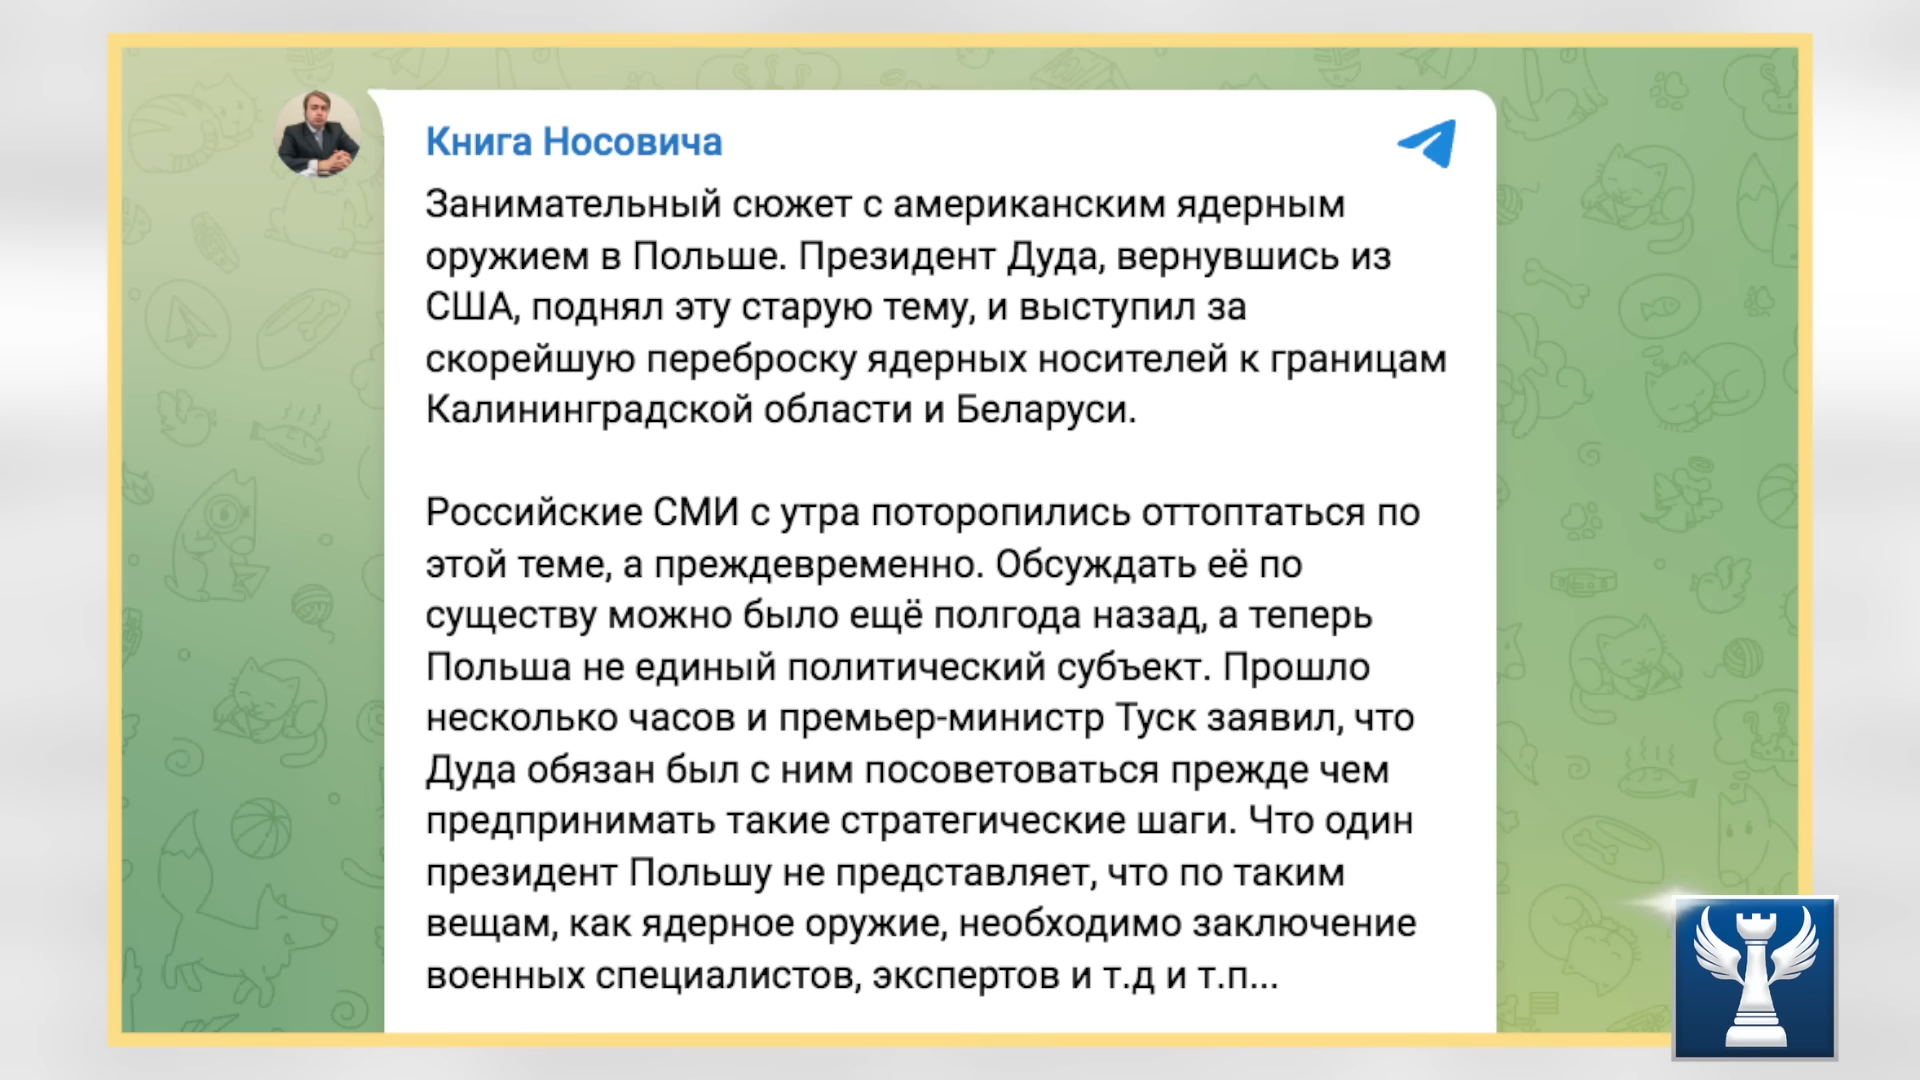 Книга Носовича
Занимательный сюжет с американским ядерным
оружием в Польше. Президент Дуда, вернувшись из
США, поднял эту старую тему, и выступил за
скорейшую переброску ядерных носителей к границам
Калининградской области и Беларуси.
Российские СМИ с утра поторопились оттоптаться по
этой теме, а преждевременно. Обсуждать её по
существу можно было ещё полгода назад, а теперь
Польша не единый политический субъект. Прошло
несколько часов и премьер-министр Туск заявил, что
Дуда обязан был с ним посоветоваться прежде чем
предпринимать такие стратегические шаги. Что один
президент Польшу не представляет, что по таким
вещам, как ядерное оружие, необходимо заключение
военных специалистов, экспертов и т.д и т.п...